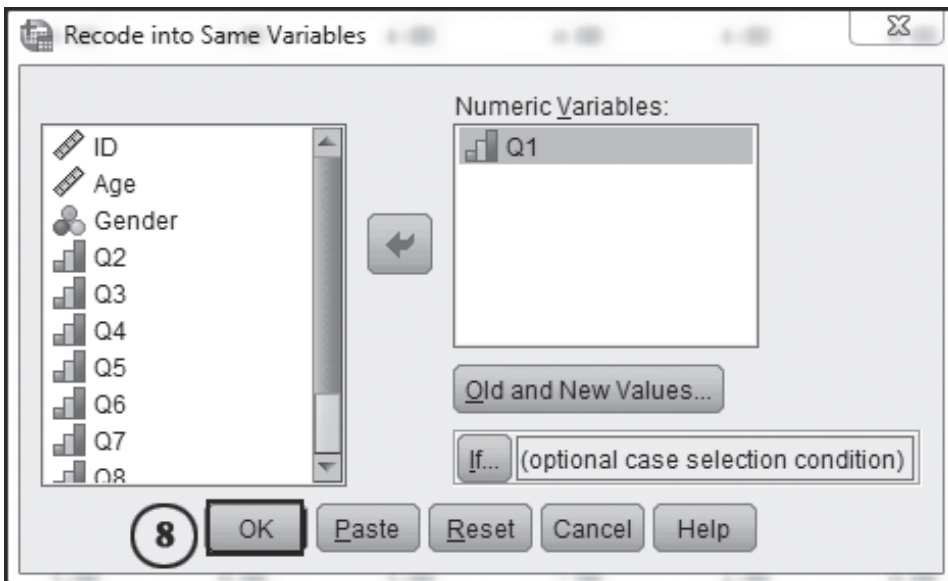 Recode into Same Variables
ID
Age
Gender
Q2
Q3
Q4
Q5
Q6
Q7
Q8
Numeric Variables:
Q1
Old and New Values...
If... (optional case selection condition)
8 OK Paste Reset Cancel Help